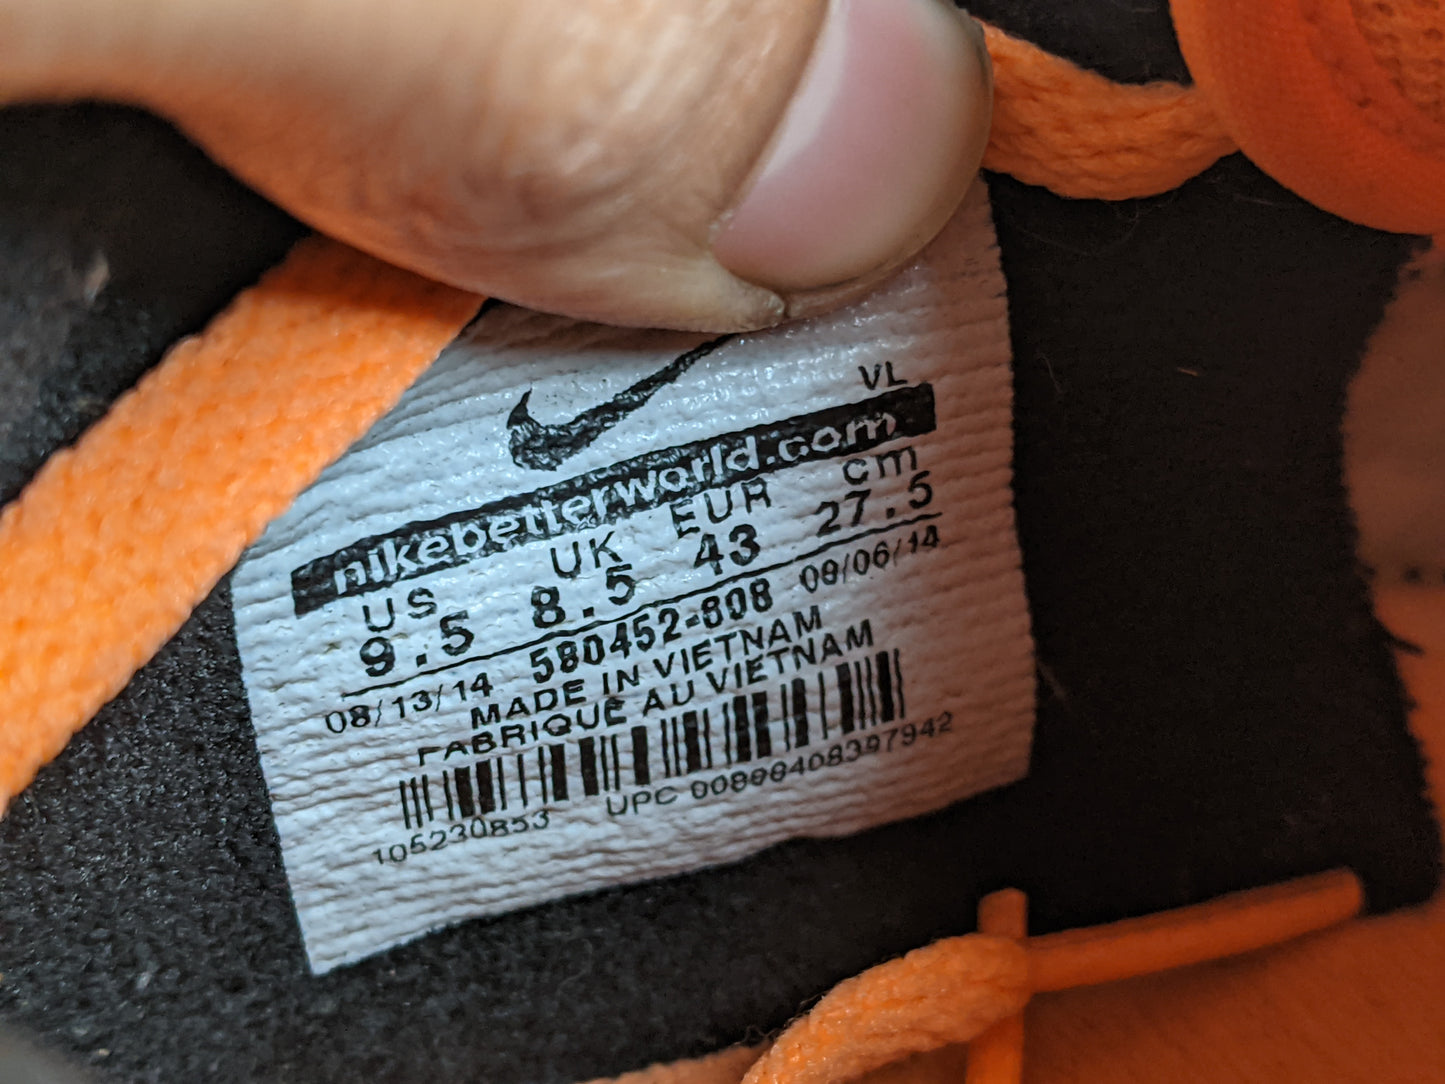 VL
nikebetterworld.com
US UK EUR cm
9.5 8.5 43 27.5
08/13/14 580452-808 09/06/14
MADE IN VIETNAM
FABRIQUE AU VIETNAM
105230853 UPC